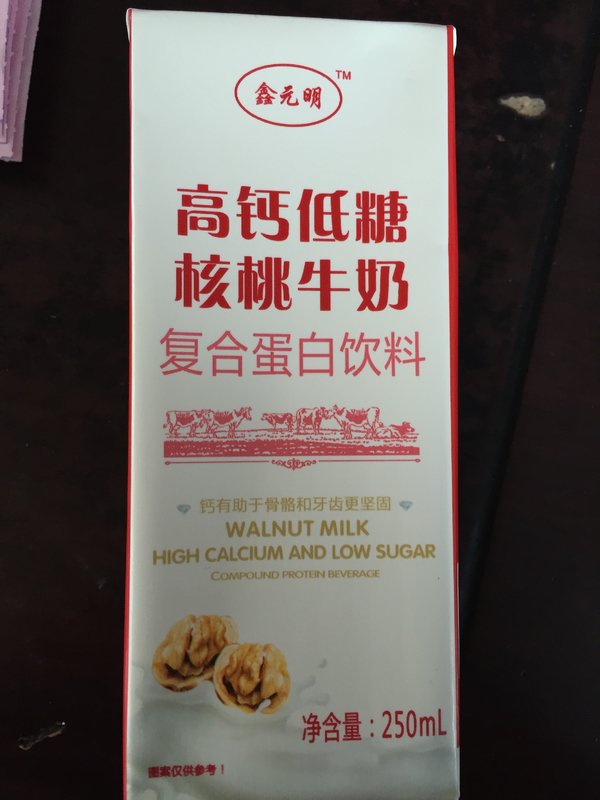 鑫元明 TM
高钙低糖
核桃牛奶
复合蛋白饮料
钙有助于骨骼和牙齿更坚固
WALNUT MILK
HIGH CALCIUM AND LOW SUGAR
COMPOUND PROTEIN BEVERAGE
净含量：250mL
图案仅供参考！